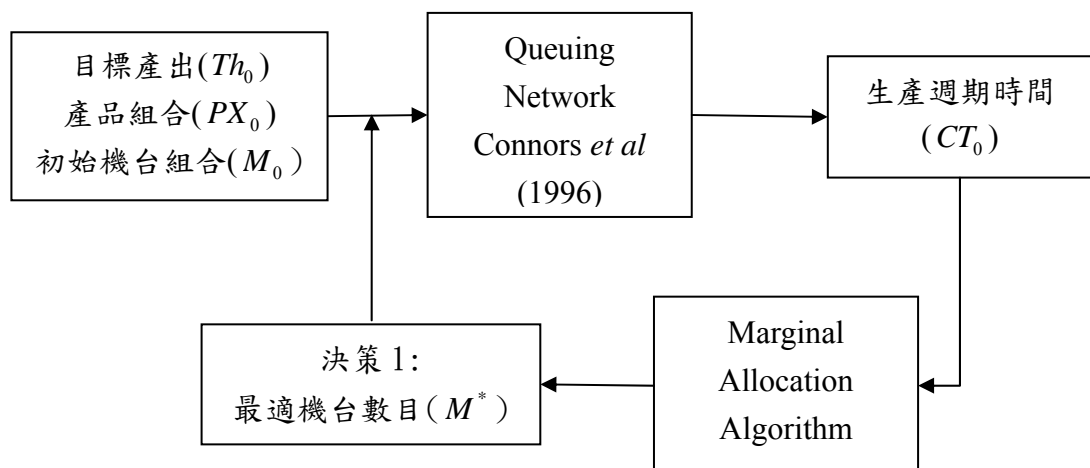 目標產出(Th₀)
產品組合(PX₀)
初始機台組合(M₀)
Queuing
Network
Connors et al
(1996)
生產週期時間
(CT₀)
Marginal
Allocation
Algorithm
決策 1:
最適機台數目(M*)